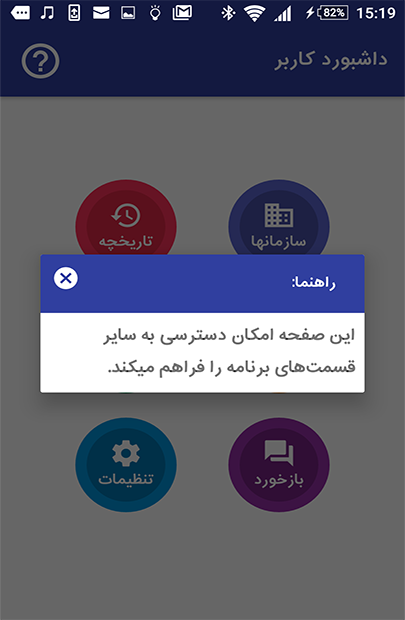 82% 15:19
داشبورد کاربر
سازمانها
تاریخچه
راهنما:
این صفحه امکان دسترسی به سایر
قسمت‌های برنامه را فراهم میکند.
بازخورد
تنظیمات